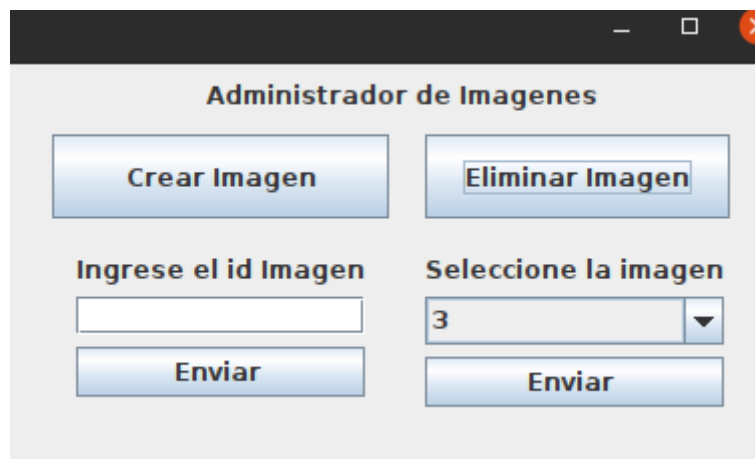 Administrador de Imagenes
Crear Imagen
Eliminar Imagen
Ingrese el id Imagen
Seleccione la imagen
3
Enviar
Enviar